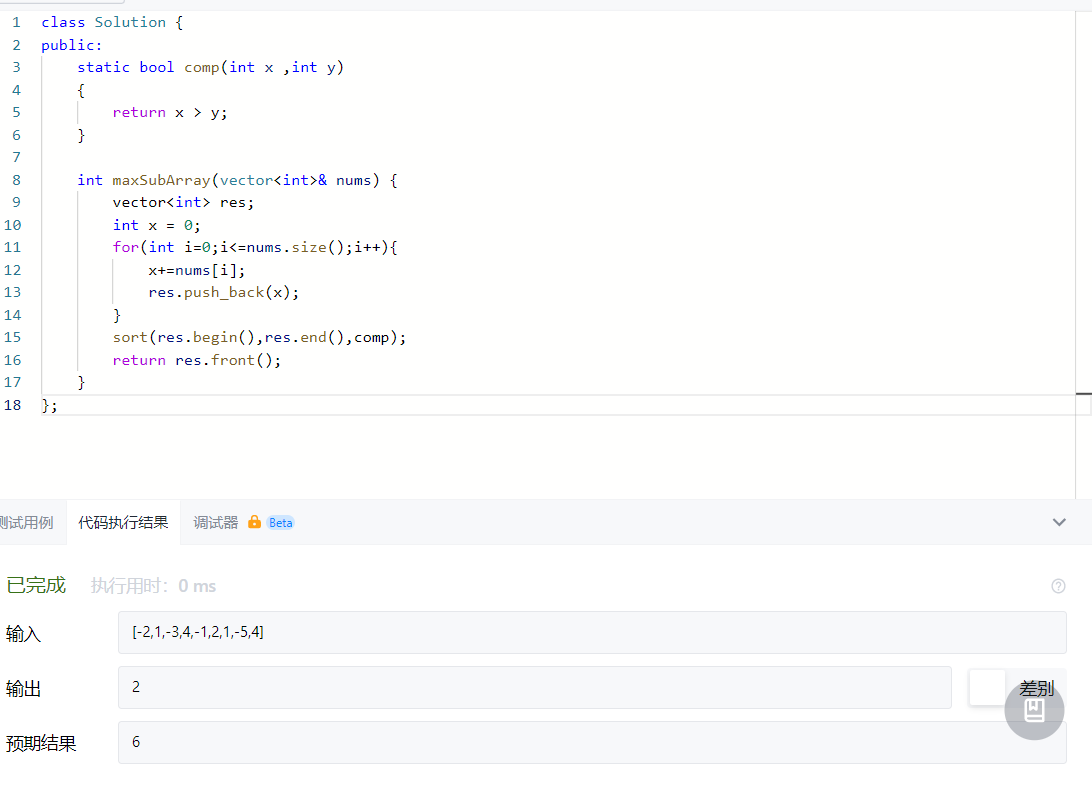 1 class Solution {
2 public:
3 static bool comp(int x ,int y)
4 {
5 return x > y;
6 }
7
8 int maxSubArray(vector<int>& nums) {
9 vector<int> res;
10 int x = 0;
11 for(int i=0;i<=nums.size();i++){
12 x+=nums[i];
13 res.push_back(x);
14 }
15 sort(res.begin(),res.end(),comp);
16 return res.front();
17 }
18 };
测试用例 代码执行结果 调试器 Beta
已完成 执行用时: 0 ms
输入 [-2,1,-3,4,-1,2,1,-5,4]
输出 2 差别
预期结果 6